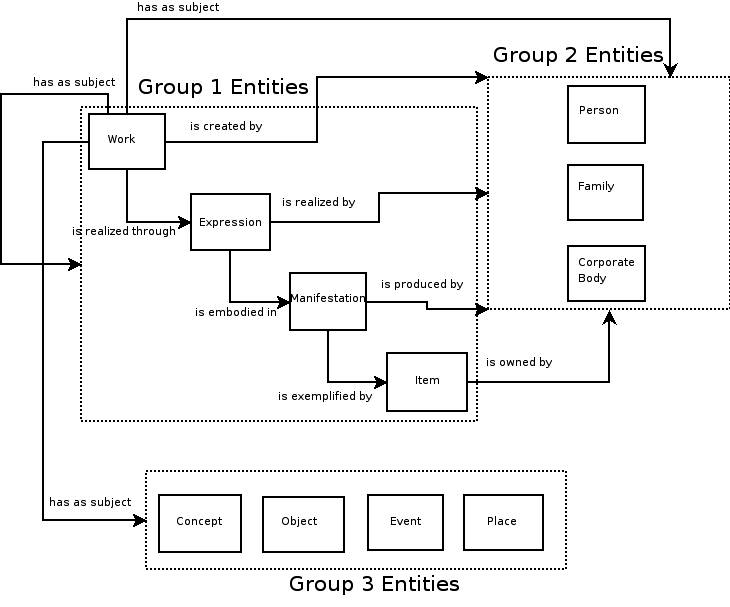 has as subject
Group 2 Entities
has as subject
Group 1 Entities
Person
is created by
Work
Family
is realized by
Expression
is realized through
Corporate
Body
is produced by
Manifestation
is embodied in
is owned by
Item
is exemplified by
has as subject
Concept
Object
Event
Place
Group 3 Entities